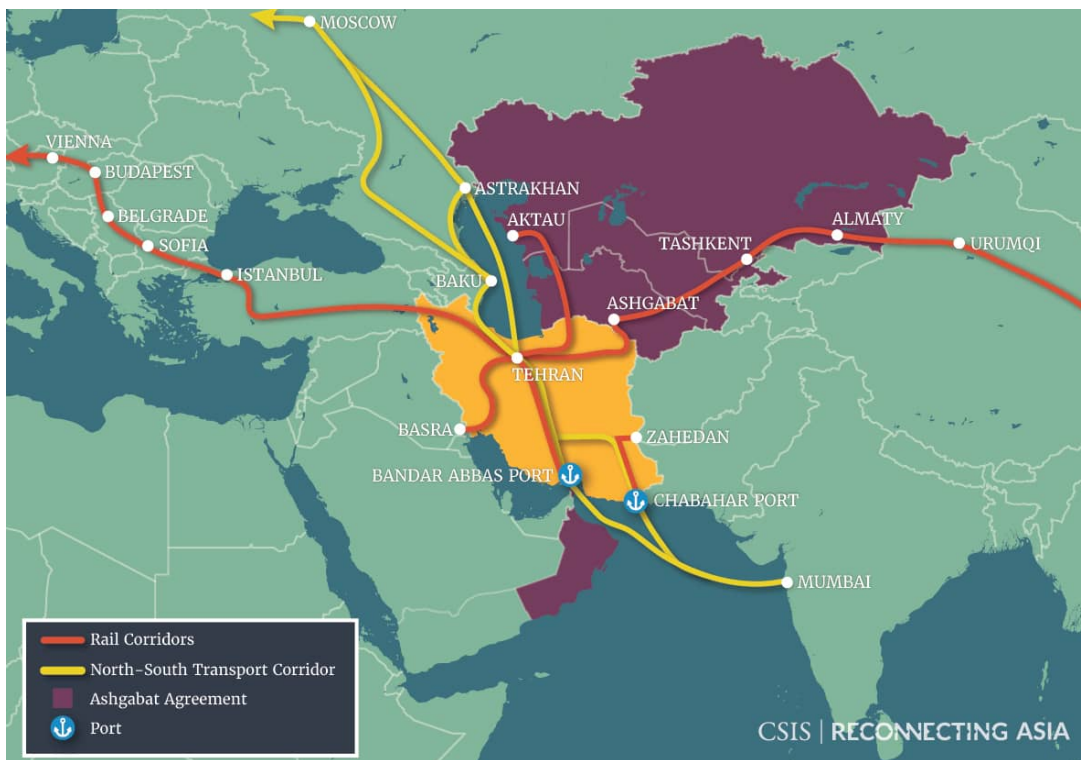 MOSCOW
VIENNA
BUDAPEST
ASTRAKHAN
BELGRADE
AKTAU
ALMATY
SOFIA
TASHKENT
URUMQI
ISTANBUL
BAKU
ASHGABAT
TEHRAN
BASRA
ZAHEDAN
BANDAR ABBAS PORT
CHABAHAR PORT
MUMBAI
Rail Corridors
North-South Transport Corridor
Ashgabat Agreement
Port
CSIS | RECONNECTING ASIA